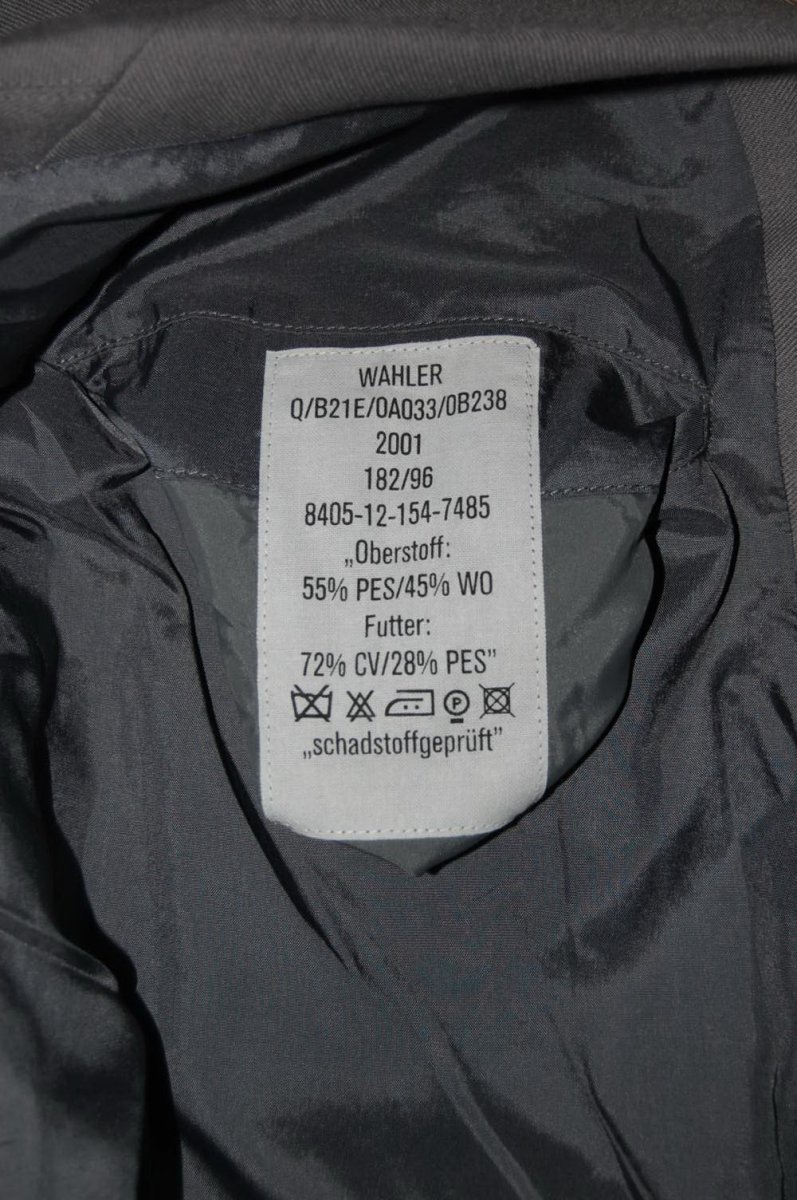 WAHLER
Q/B21E/0A033/0B238
2001
182/96
8405-12-154-7485
„Oberstoff:
55% PES/45% WO
Futter:
72% CV/28% PES”
P
„schadstoffgeprüft”